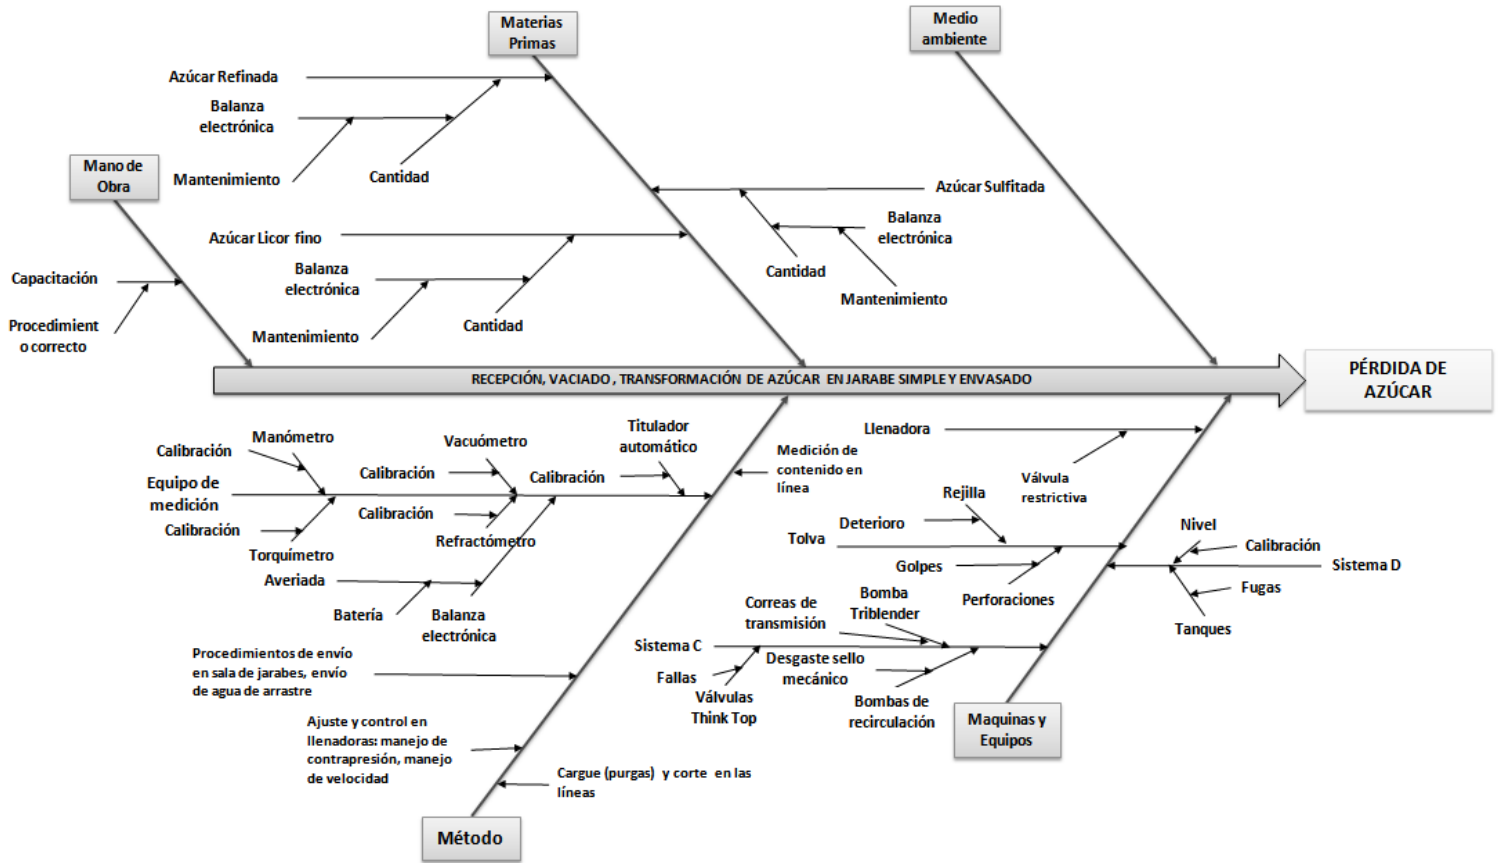 Materias
Primas
Medio
ambiente
Azúcar Refinada
Balanza
electrónica
Mantenimiento
Cantidad
Mano de
Obra
Azúcar Sulfitada
Balanza
electrónica
Cantidad
Mantenimiento
Azúcar Licor fino
Balanza
electrónica
Mantenimiento
Cantidad
Capacitación
Procedimient
o correcto
RECEPCIÓN, VACIADO , TRANSFORMACIÓN DE AZÚCAR EN JARABE SIMPLE Y ENVASADO
PÉRDIDA DE
AZÚCAR
Calibración
Manómetro
Vacuómetro
Titulador
automático
Equipo de
medición
Calibración
Calibración
Calibración
Calibración
Torquímetro
Refractómetro
Averiada
Batería
Balanza
electrónica
Medición de
contenido en
línea
Procedimientos de envío
en sala de jarabes, envío
de agua de arrastre
Ajuste y control en
llenadoras: manejo de
contrapresión, manejo
de velocidad
Cargue (purgas) y corte en las
líneas
Método
Llenadora
Válvula
restrictiva
Rejilla
Deterioro
Tolva
Golpes
Perforaciones
Nivel
Calibración
Sistema D
Fugas
Tanques
Correas de
transmisión
Bomba
Triblender
Sistema C
Fallas
Válvulas
Think Top
Desgaste sello
mecánico
Bombas de
recirculación
Maquinas y
Equipos